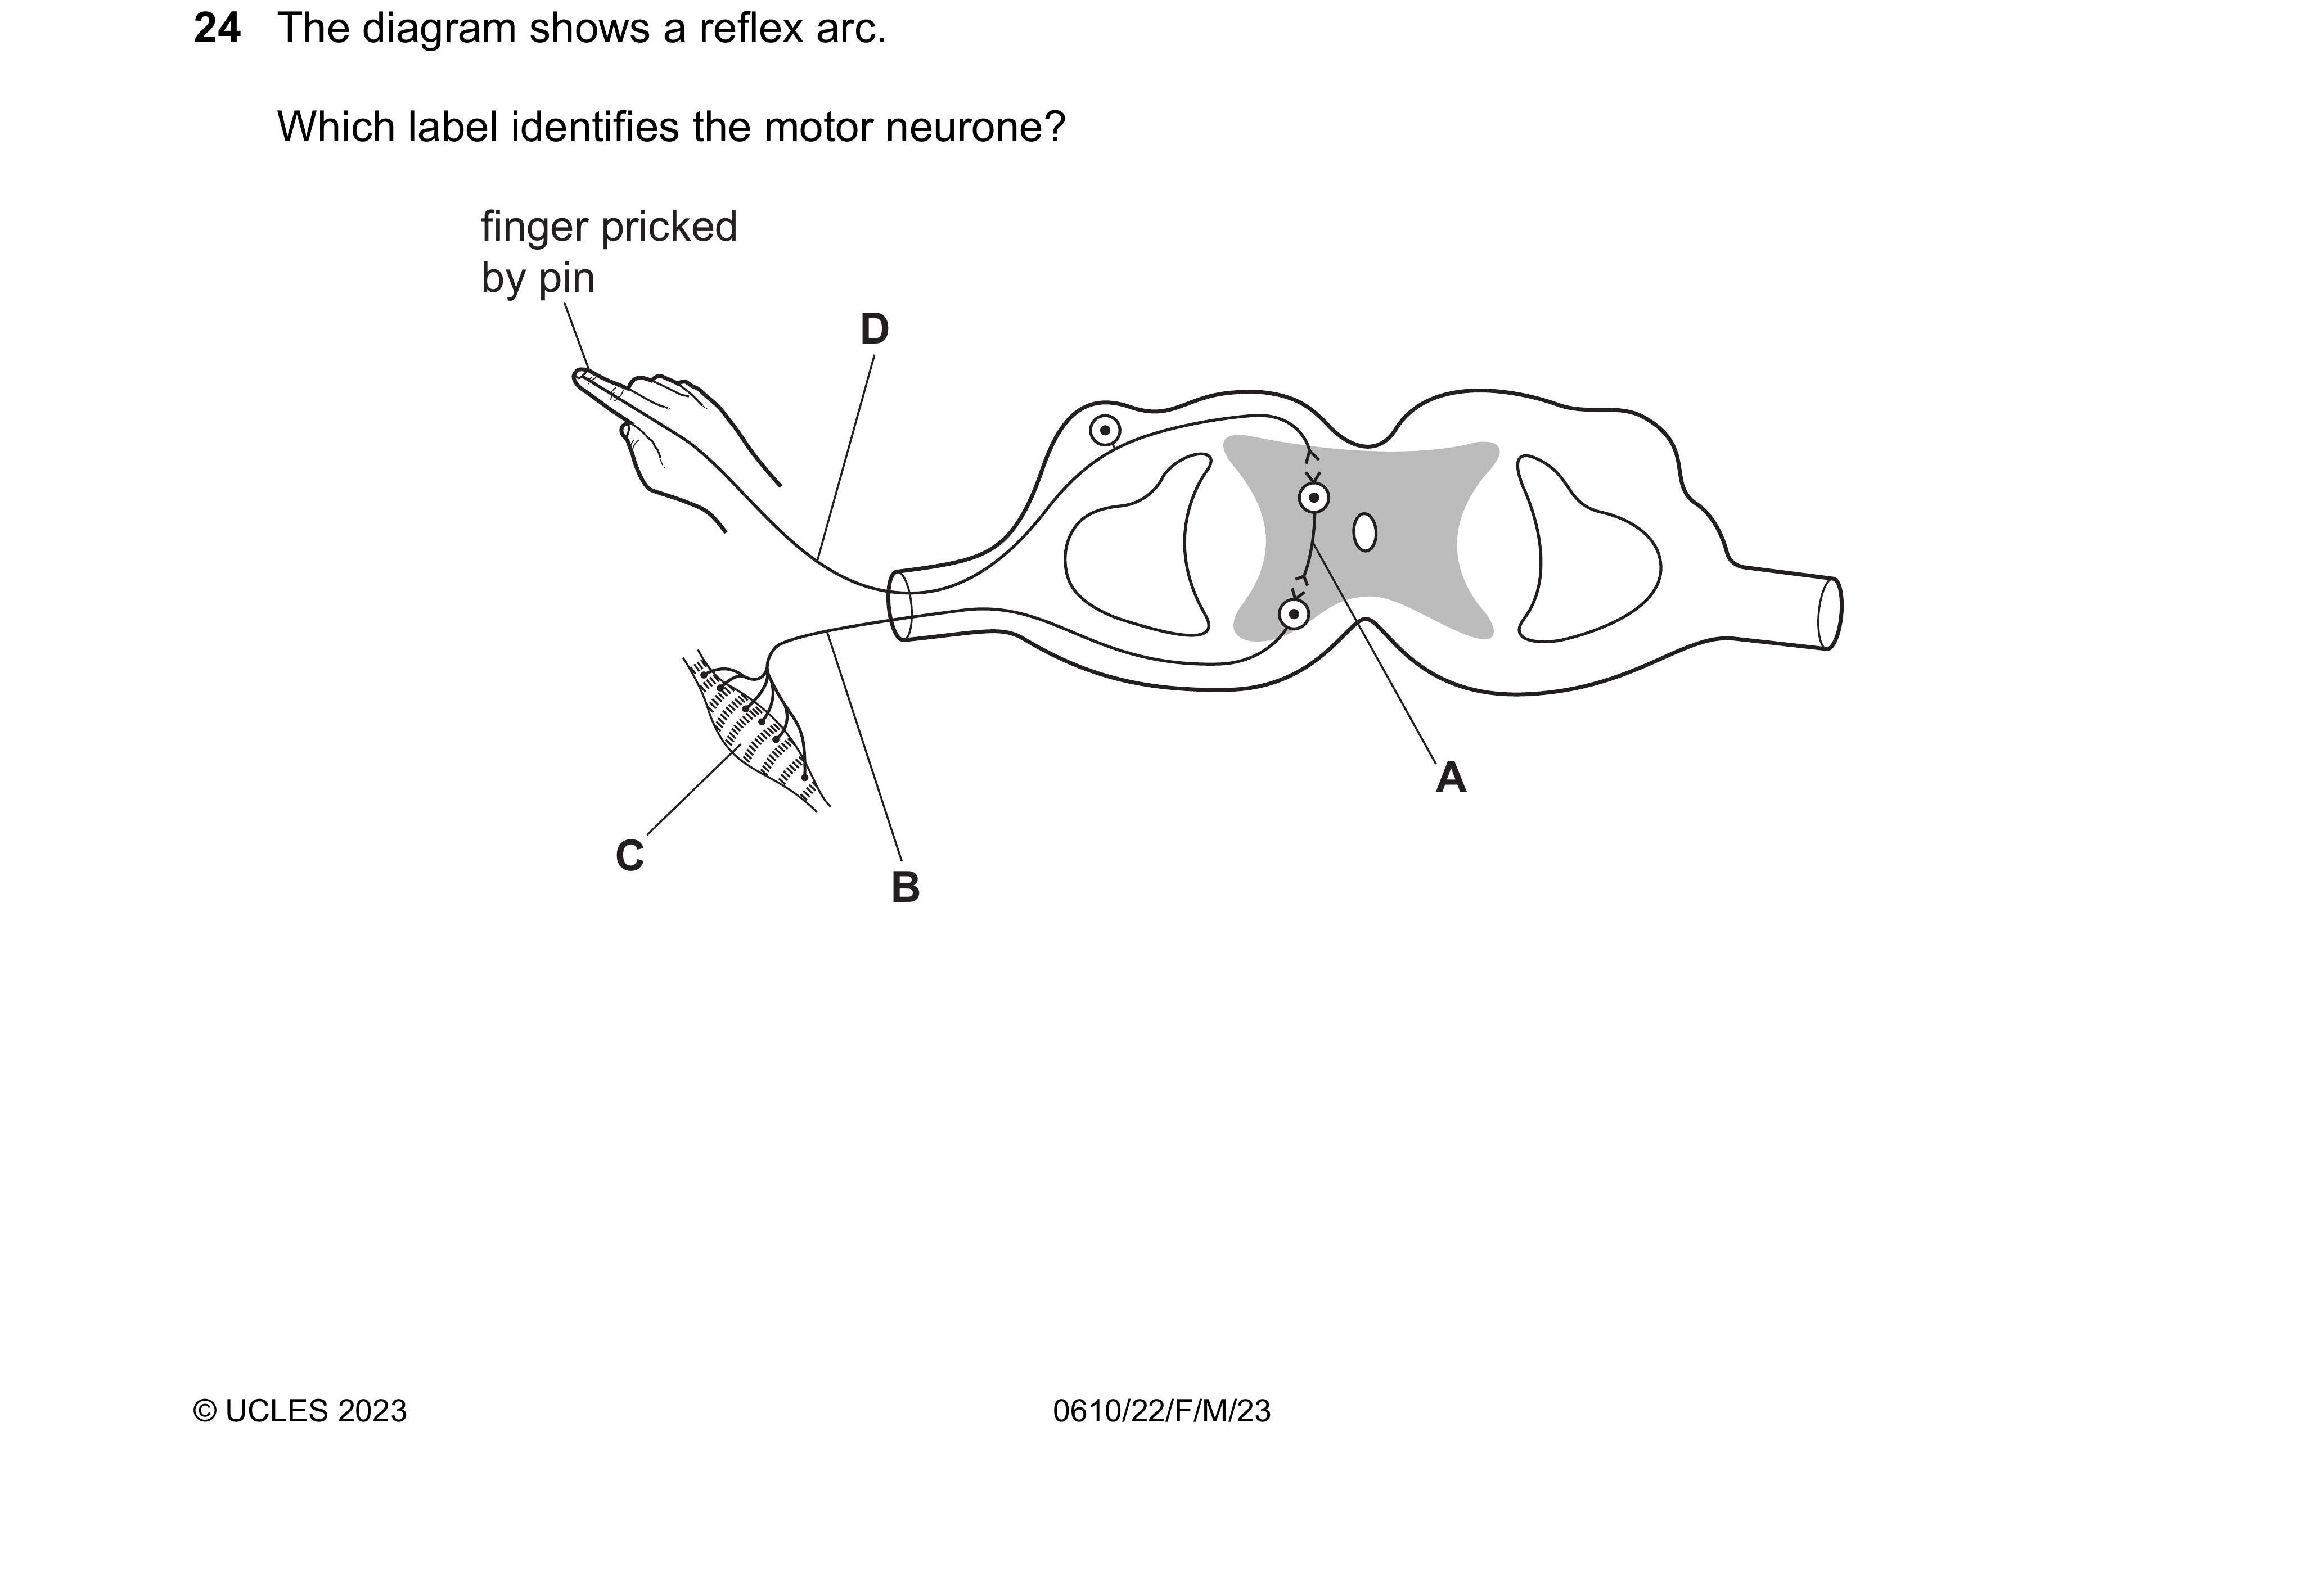 24 The diagram shows a reflex arc.
Which label identifies the motor neurone?
finger pricked
by pin
D
A
C
B
© UCLES 2023
0610/22/F/M/23